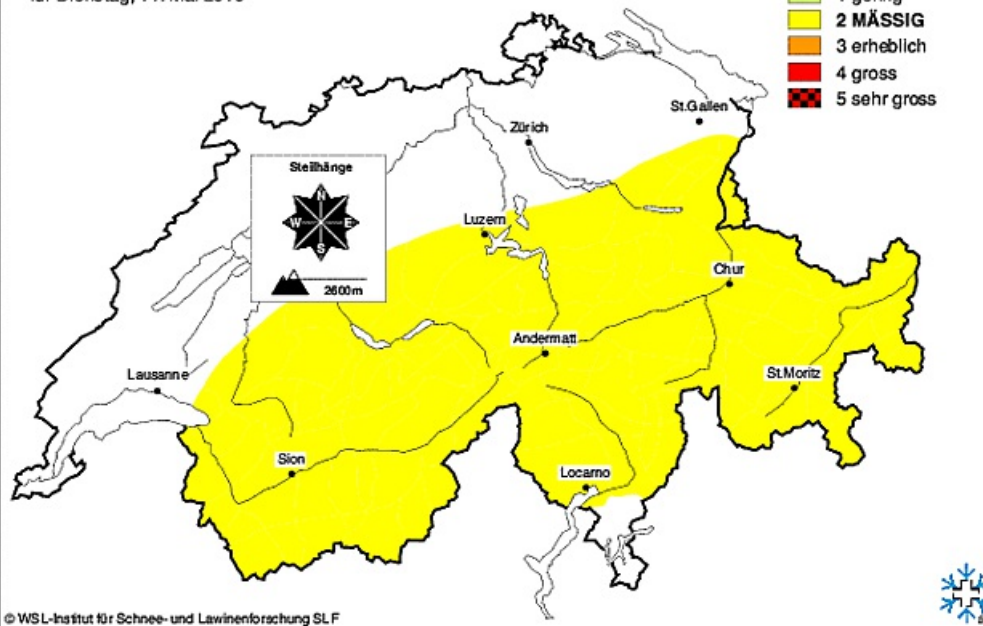 2 MÄSSIG
3 erheblich
4 gross
5 sehr gross
St.Gallen
Zürich
Steilhänge
N
W E
S
2600m
Luzern
Chur
Andermatt
Lausanne
St.Moritz
Sion
Locarno
© WSL-Institut für Schnee- und Lawinenforschung SLF